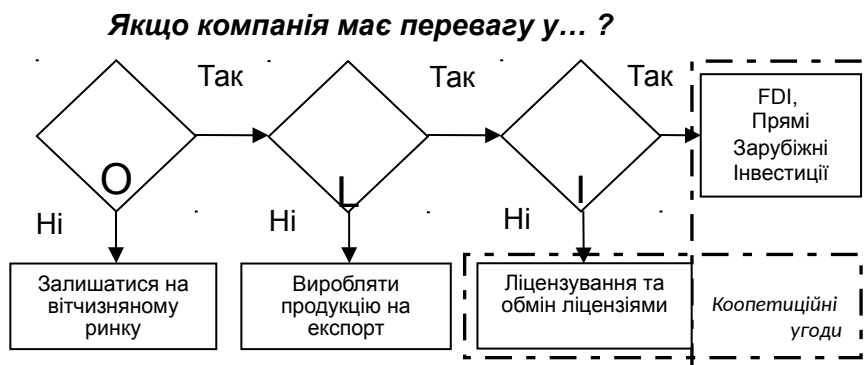 Якщо компанія має перевагу у… ?
Так
Так
Так
O
L
I
FDI,
Прямі
Зарубіжні
Інвестиції
Ні
Ні
Ні
Залишатися на
вітчизняному
ринку
Виробляти
продукцію на
експорт
Ліцензування та
обмін ліцензіями
Коопетиційні
угоди